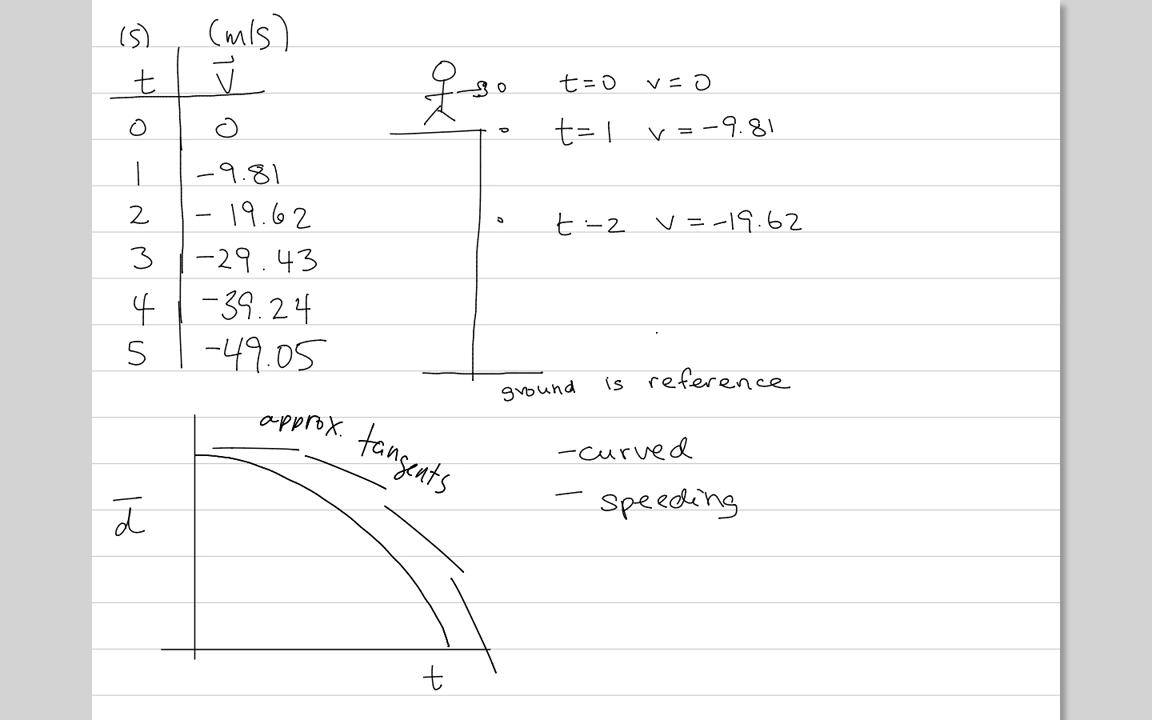 (s) (m/s)
t v
0 0
1 -9.81
2 - 19.62
3 -29.43
4 -39.24
5 -49.05
t=0 v=0
t=1 v=-9.81
t=2 v=-19.62
ground is reference
approx. tangents
d
t
-curved
- speeding